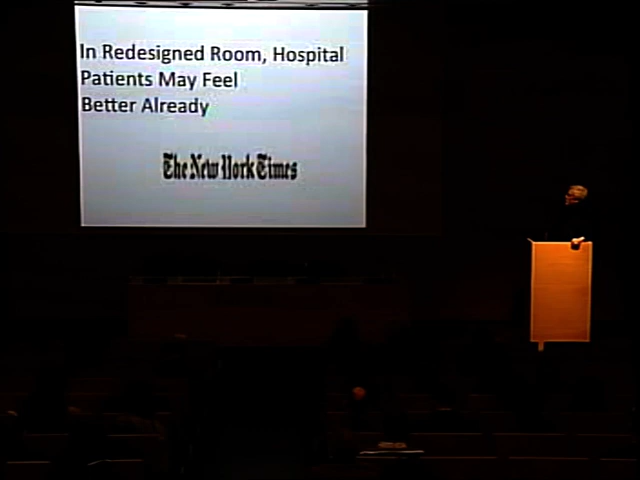 In Redesigned Room, Hospital
Patients May Feel
Better Already
The New York Times